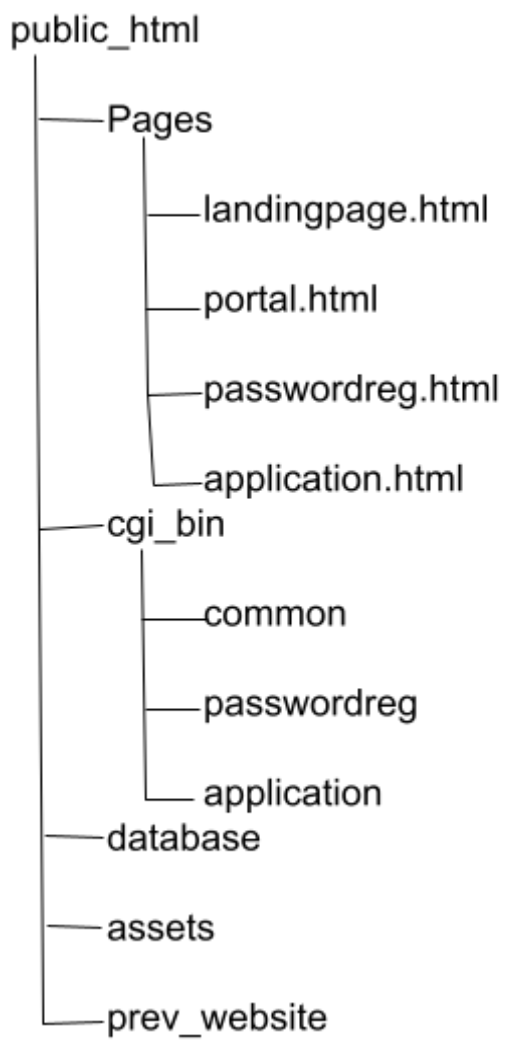 public_html
Pages
landingpage.html
portal.html
passwordreg.html
application.html
cgi_bin
common
passwordreg
application
database
assets
prev_website